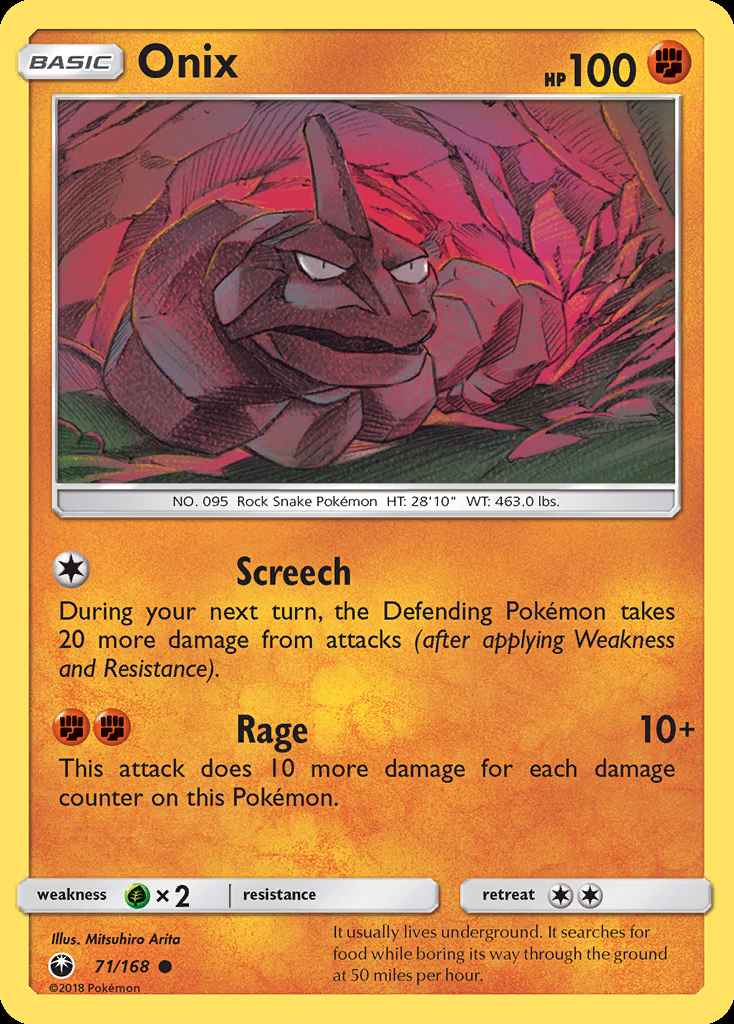 BASIC Onix HP 100
NO. 095 Rock Snake Pokémon HT: 28'10" WT: 463.0 lbs.
Screech
During your next turn, the Defending Pokémon takes
20 more damage from attacks (after applying Weakness
and Resistance).
Rage 10+
This attack does 10 more damage for each damage
counter on this Pokémon.
weakness ×2 resistance retreat
Illus. Mitsuhiro Arita
71/168
©2018 Pokémon
It usually lives underground. It searches for
food while boring its way through the ground
at 50 miles per hour.